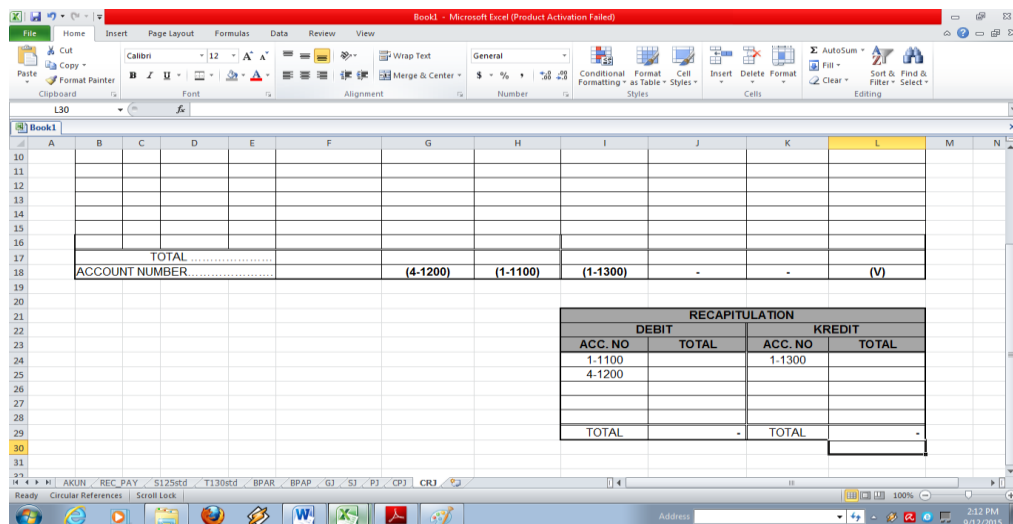 Book1 - Microsoft Excel (Product Activation Failed)
File Home Insert Page Layout Formulas Data Review View
Paste
Cut
Copy
Format Painter
Clipboard
Calibri 12
B I U
Font
Wrap Text
Merge & Center
Alignment
General
$ % ,
Number
Conditional Formatting
Format as Table
Cell Styles
Styles
Insert Delete Format
Cells
Σ AutoSum
Fill
Clear
Sort & Filter
Find & Select
Editing
L30 fx
Book1
A B C D E F G H I J K L M N
10
11
12
13
14
15
16
17 TOTAL .....................
18 ACCOUNT NUMBER...................... (4-1200) (1-1100) (1-1300) - - (V)
19
20
21 RECAPITULATION
22 DEBIT KREDIT
23 ACC. NO TOTAL ACC. NO TOTAL
24 1-1100 1-1300
25 4-1200
26
27
28
29 TOTAL - TOTAL -
30
31
32
AKUN REC_PAY S125std T130std BPAR BPAP GJ SJ PJ CPJ CRJ
Ready Circular References Scroll Lock 100%
Address 2:12 PM
9/12/2015